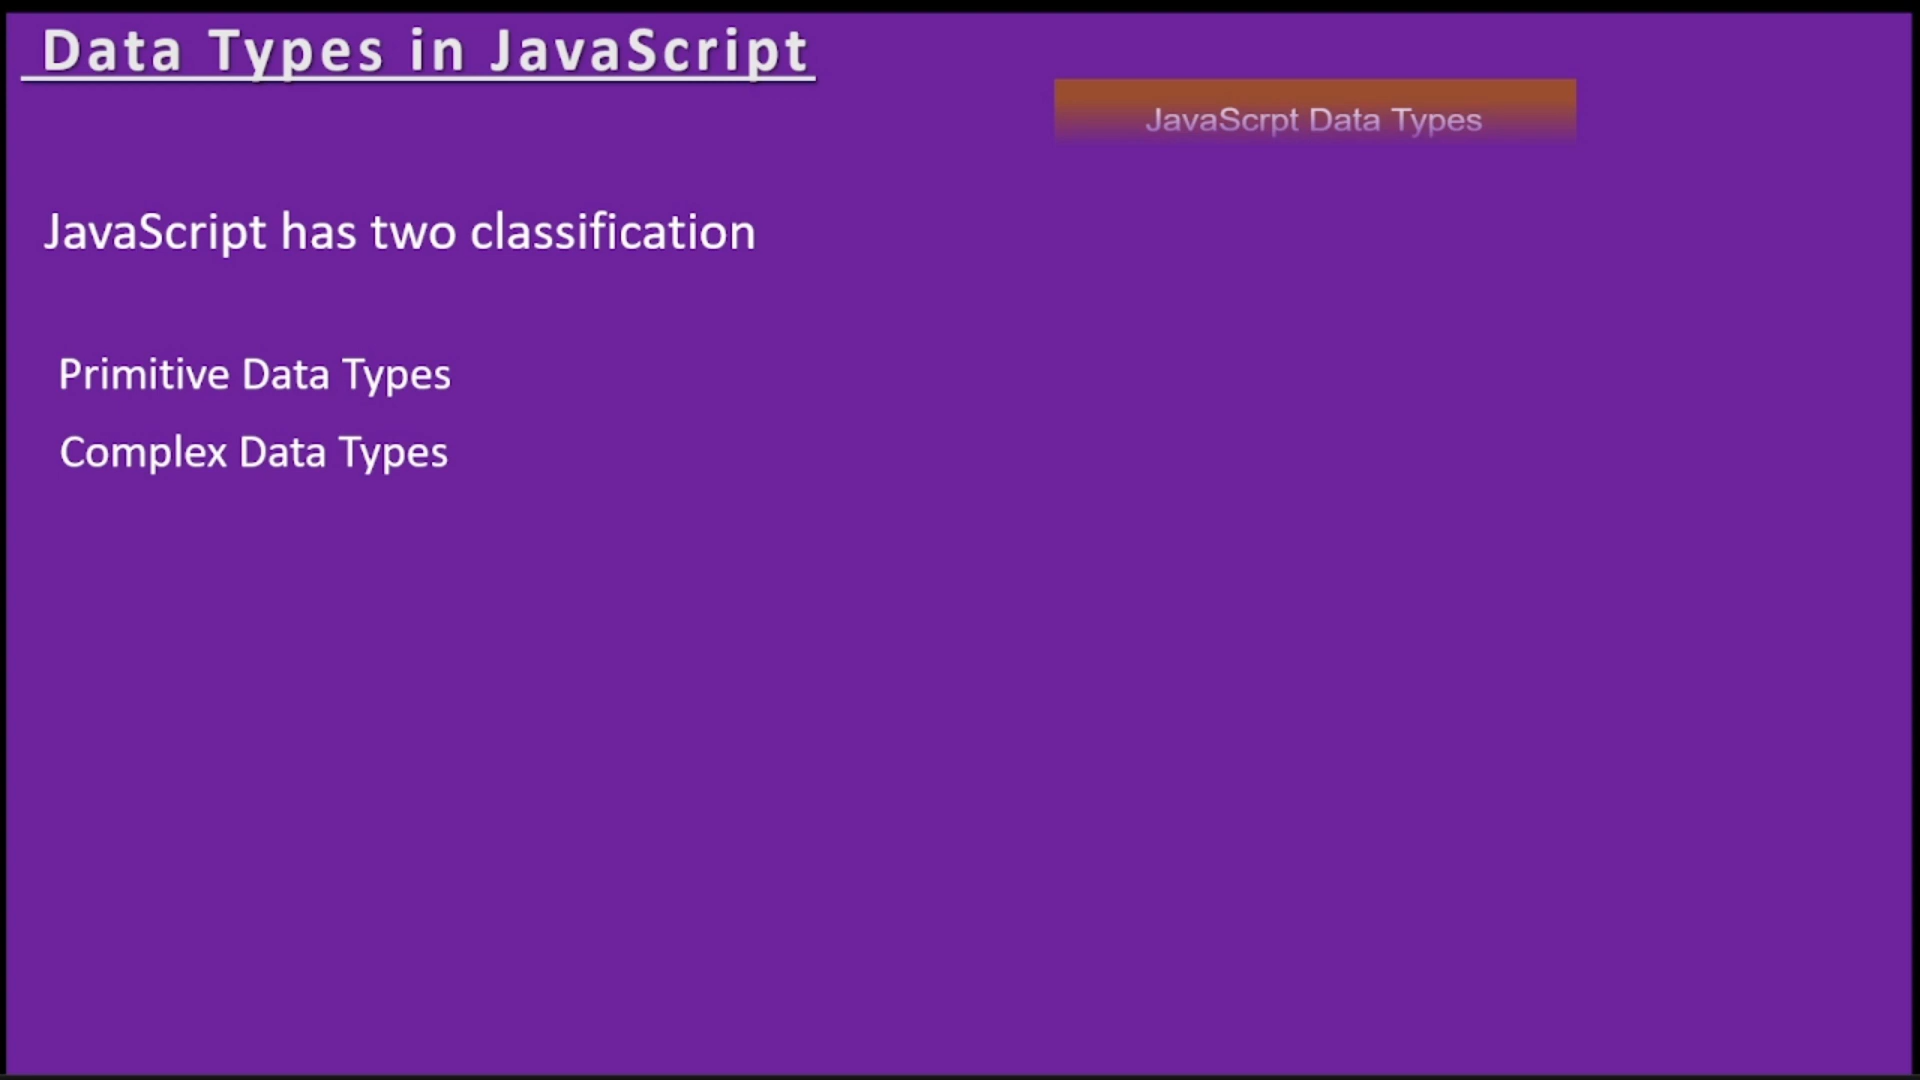 Data Types in JavaScript
JavaScrpt Data Types
JavaScript has two classification
Primitive Data Types
Complex Data Types